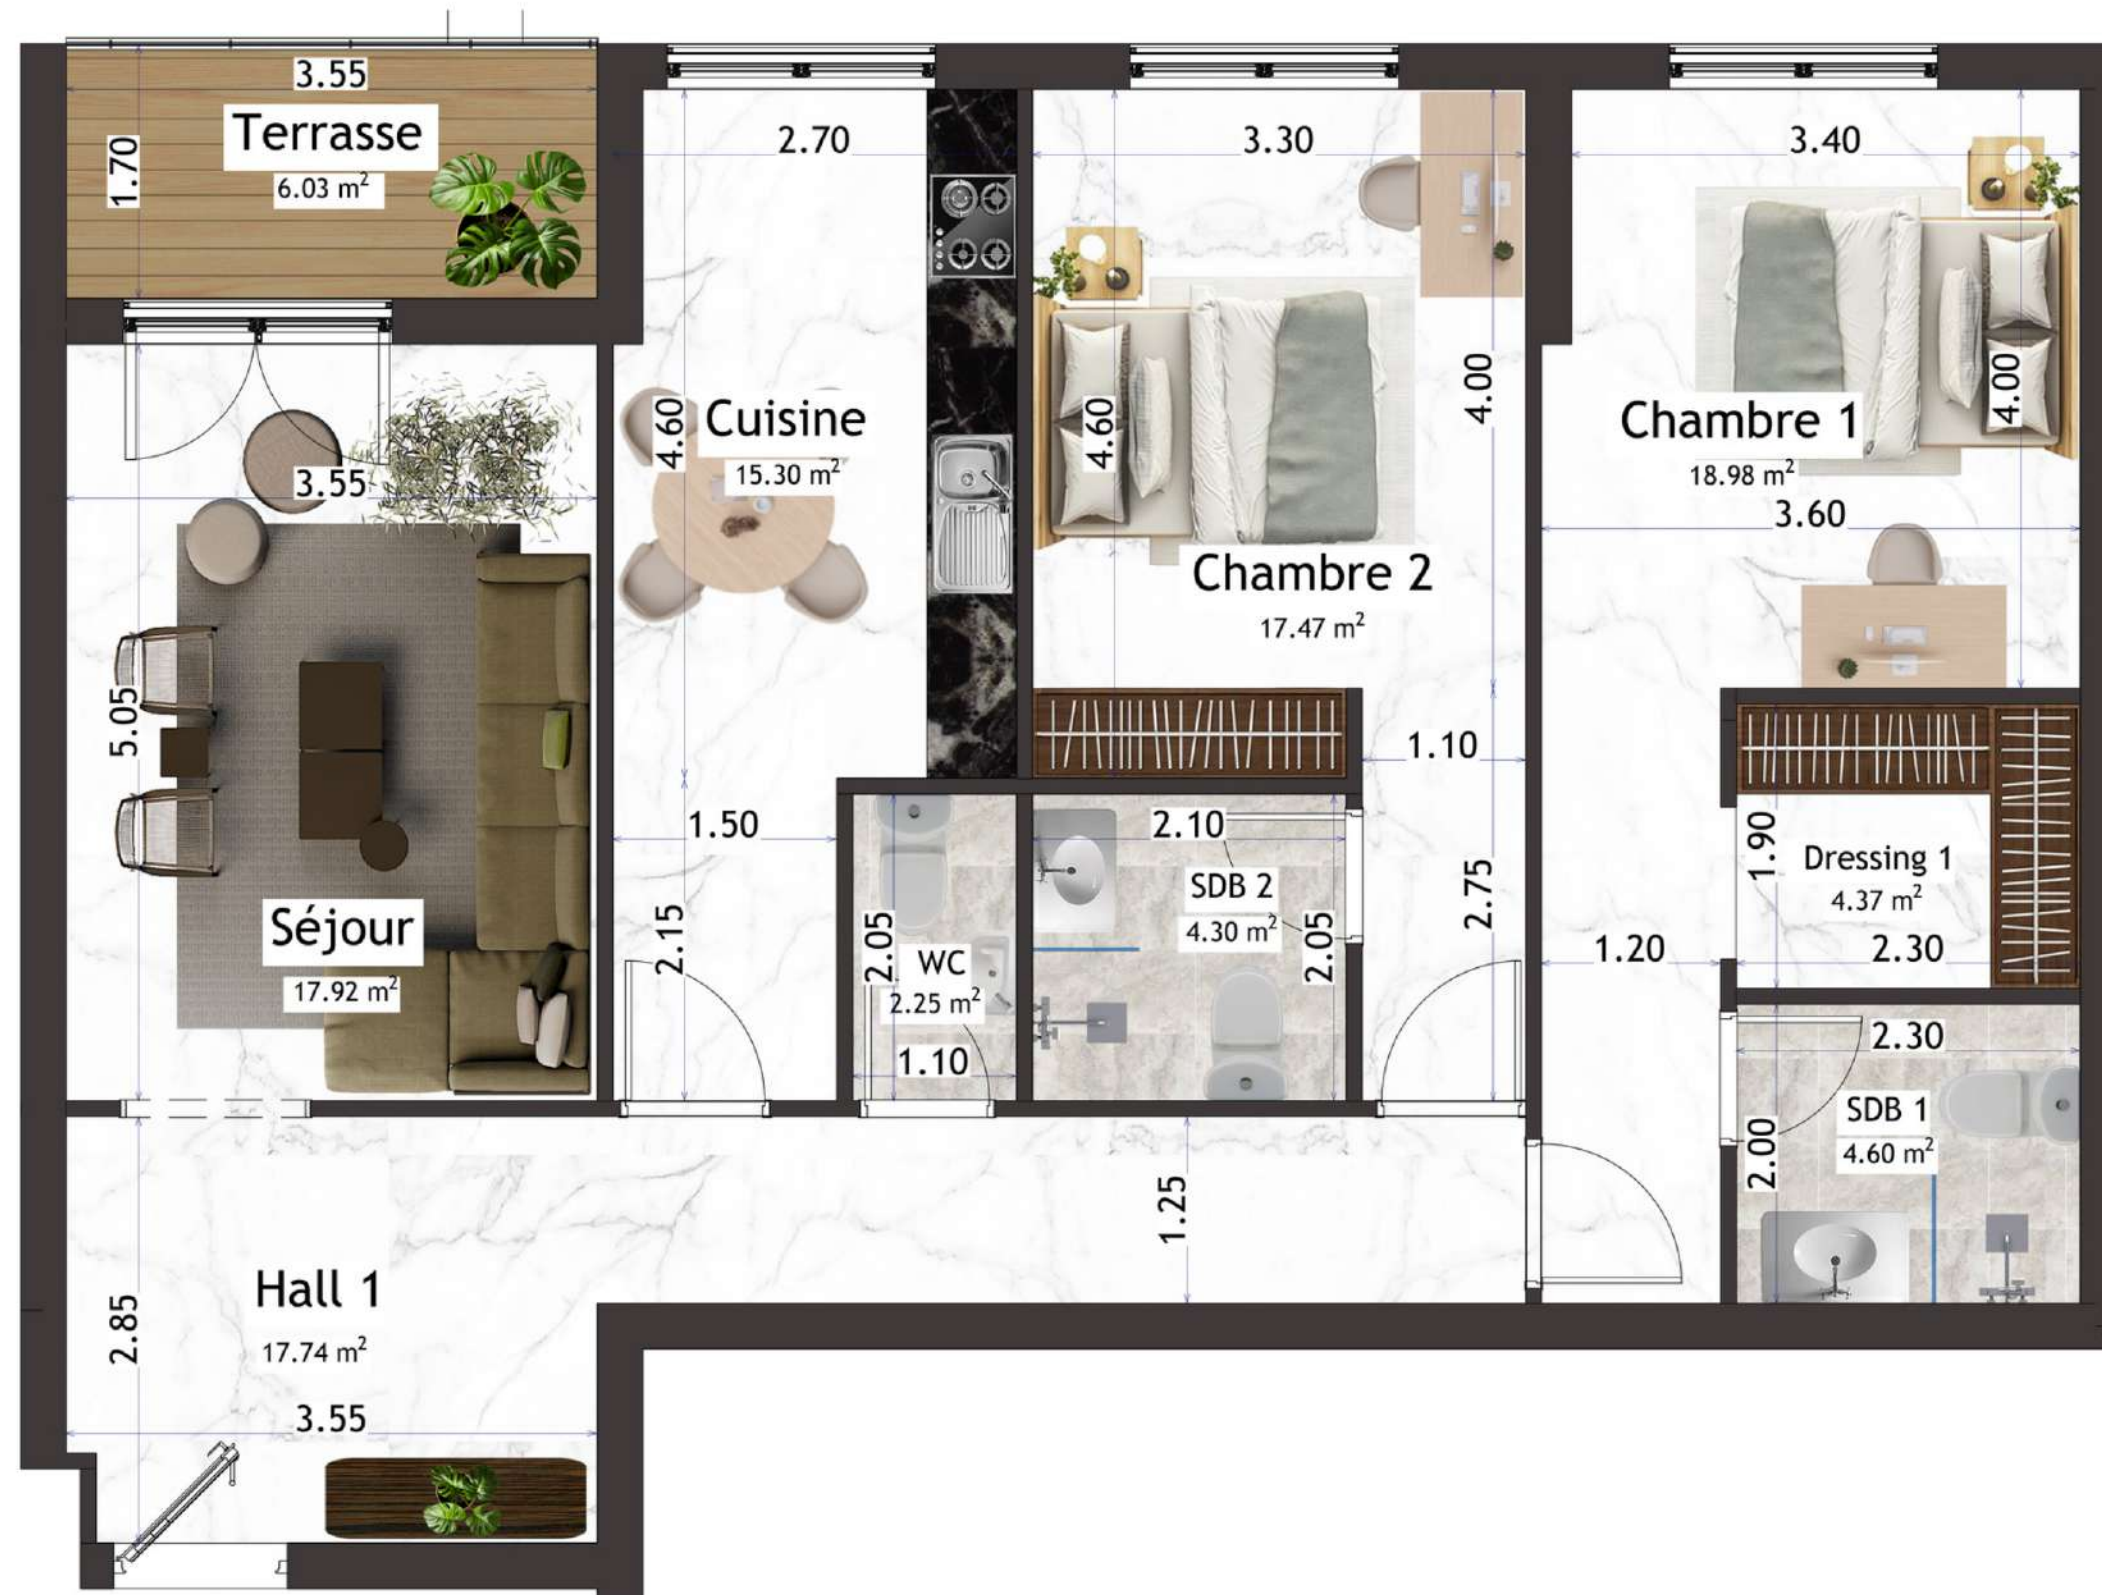 3.55
Terrasse
6.03 m²
1.70
2.70
3.30
3.40
4.60
Cuisine
15.30 m²
4.60
4.00
Chambre 1
18.98 m²
4.00
3.60
3.55
Chambre 2
17.47 m²
5.05
Séjour
17.92 m²
1.50
2.15
2.05
WC
2.25 m²
1.10
2.10
SDB 2
4.30 m²
2.05
1.10
2.75
1.20
1.90
Dressing 1
4.37 m²
2.30
2.30
SDB 1
4.60 m²
2.00
1.25
Hall 1
17.74 m²
2.85
3.55